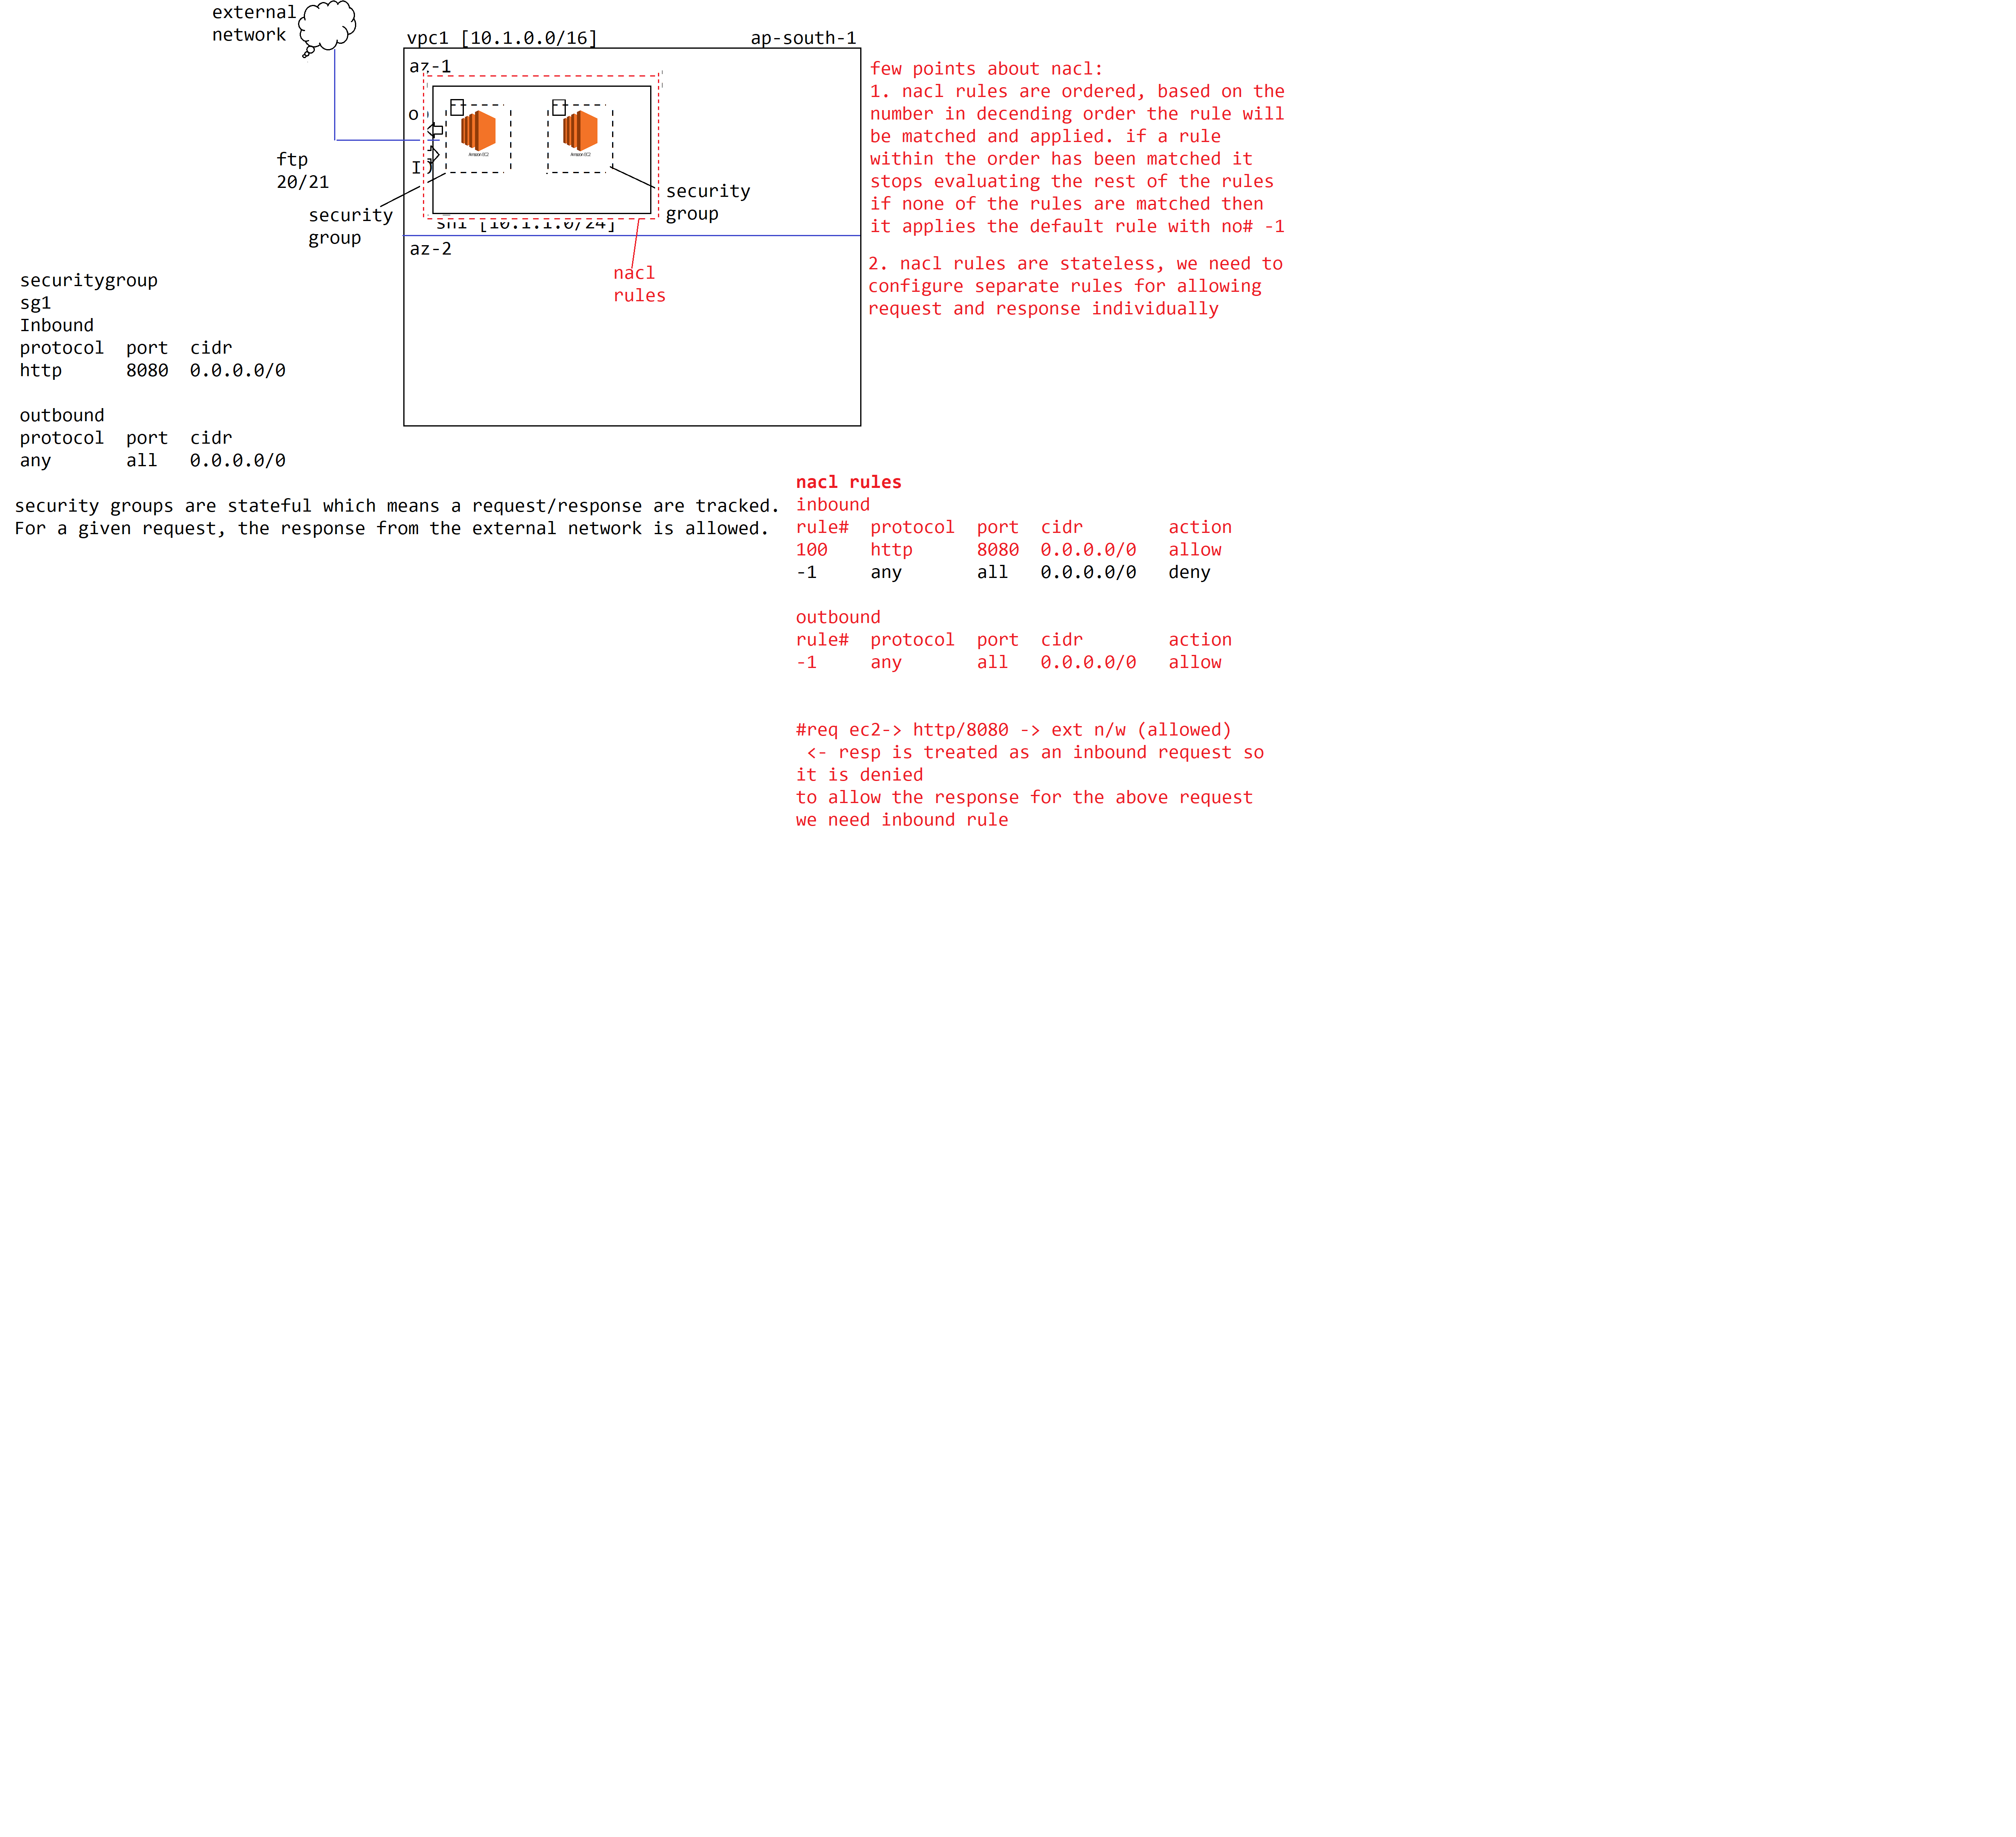 external
network
vpc1 [10.1.0.0/16] ap-south-1
az-1
o
I
ftp
20/21
security
group
security
group
Amazon EC2
Amazon EC2
sn1 [10.1.1.0/24]
az-2
nacl
rules
few points about nacl:
1. nacl rules are ordered, based on the
number in decending order the rule will
be matched and applied. if a rule
within the order has been matched it
stops evaluating the rest of the rules
if none of the rules are matched then
it applies the default rule with no# -1
2. nacl rules are stateless, we need to
configure separate rules for allowing
request and response individually
securitygroup
sg1
Inbound
protocol port cidr
http 8080 0.0.0.0/0
outbound
protocol port cidr
any all 0.0.0.0/0
security groups are stateful which means a request/response are tracked.
For a given request, the response from the external network is allowed.
nacl rules
inbound
rule# protocol port cidr action
100 http 8080 0.0.0.0/0 allow
-1 any all 0.0.0.0/0 deny
outbound
rule# protocol port cidr action
-1 any all 0.0.0.0/0 allow
#req ec2-> http/8080 -> ext n/w (allowed)
<- resp is treated as an inbound request so
it is denied
to allow the response for the above request
we need inbound rule